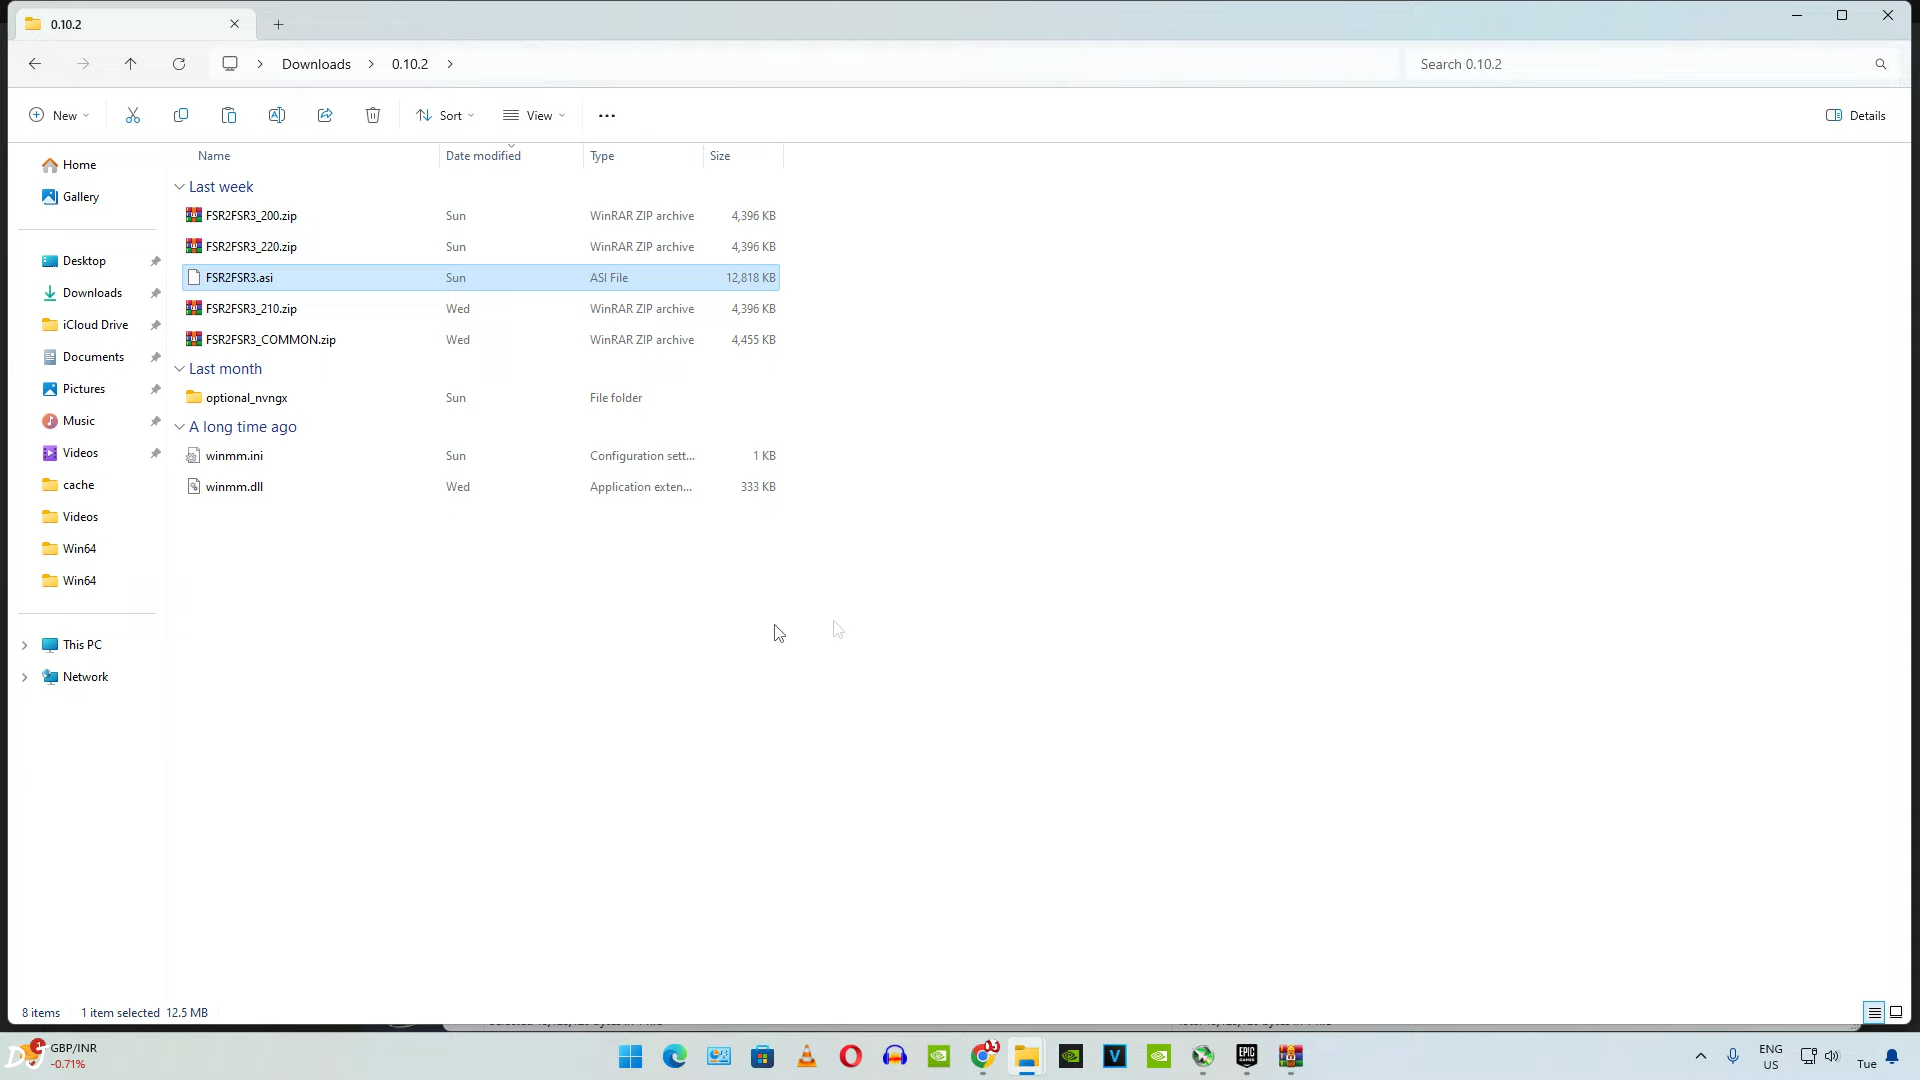 0.10.2
Downloads
0.10.2
Search 0.10.2
New
Sort
View
Details
Name
Date modified
Type
Size
Last week
FSR2FSR3_200.zip Sun WinRAR ZIP archive 4,396 KB
FSR2FSR3_220.zip Sun WinRAR ZIP archive 4,396 KB
FSR2FSR3.asi Sun ASI File 12,818 KB
FSR2FSR3_210.zip Wed WinRAR ZIP archive 4,396 KB
FSR2FSR3_COMMON.zip Wed WinRAR ZIP archive 4,455 KB
Last month
optional_nvngx Sun File folder
A long time ago
winmm.ini Sun Configuration sett... 1 KB
winmm.dll Wed Application exten... 333 KB
Home
Gallery
Desktop
Downloads
iCloud Drive
Documents
Pictures
Music
Videos
cache
Videos
Win64
Win64
This PC
Network
8 items 1 item selected 12.5 MB
GBP/INR
-0.71%
EPIC
GAMES
V
ENG
US
Tue